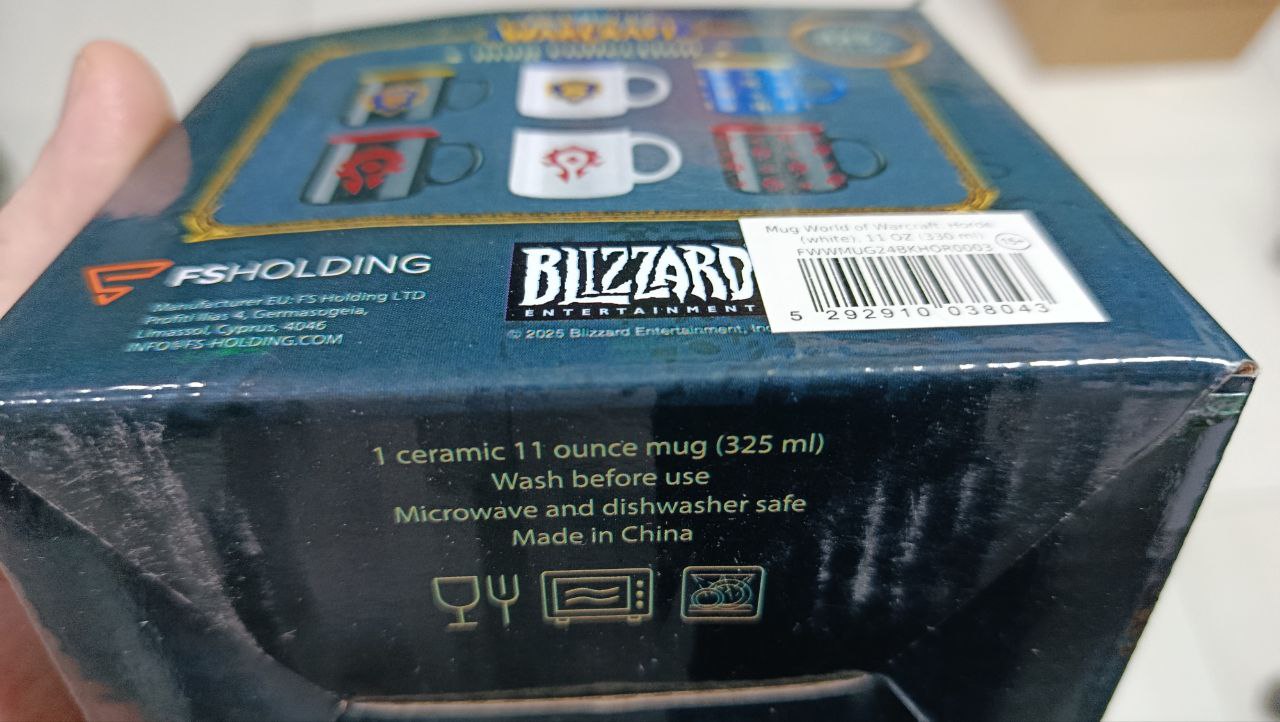 WARCRAFT
FSHOLDING
Manufacturer EU: FS Holding LTD
Profiti Ilias 4, Germasogeia,
Limassol, Cyprus, 4046
INFO@FS-HOLDING.COM
BLIZZARD
ENTERTAINMENT
© 2025 Blizzard Entertainment, Inc
Mug World of Warcraft. Horde
(white), 11 OZ (330 ml)
FWWMUG24BKHOR0003
5 292910 038043
1 ceramic 11 ounce mug (325 ml)
Wash before use
Microwave and dishwasher safe
Made in China